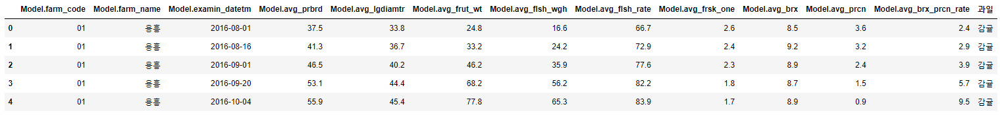 Model.farm_code Model.farm_name Model.examin_datetm Model.avg_prbrd Model.avg_lgdiamtr Model.avg_frut_wt Model.avg_flsh_wgh Model.avg_flsh_rate Model.avg_frsk_one Model.avg_brx Model.avg_prcn Model.avg_brx_prcn_rate 과일
0 01 용흥 2016-08-01 37.5 33.8 24.8 16.6 66.7 2.6 8.5 3.6 2.4 감귤
1 01 용흥 2016-08-16 41.3 36.7 33.2 24.2 72.9 2.4 9.2 3.2 2.9 감귤
2 01 용흥 2016-09-01 46.5 40.2 46.2 35.9 77.6 2.3 8.9 2.4 3.9 감귤
3 01 용흥 2016-09-20 53.1 44.4 68.2 56.2 82.2 1.8 8.7 1.5 5.7 감귤
4 01 용흥 2016-10-04 55.9 45.4 77.8 65.3 83.9 1.7 8.9 0.9 9.5 감귤